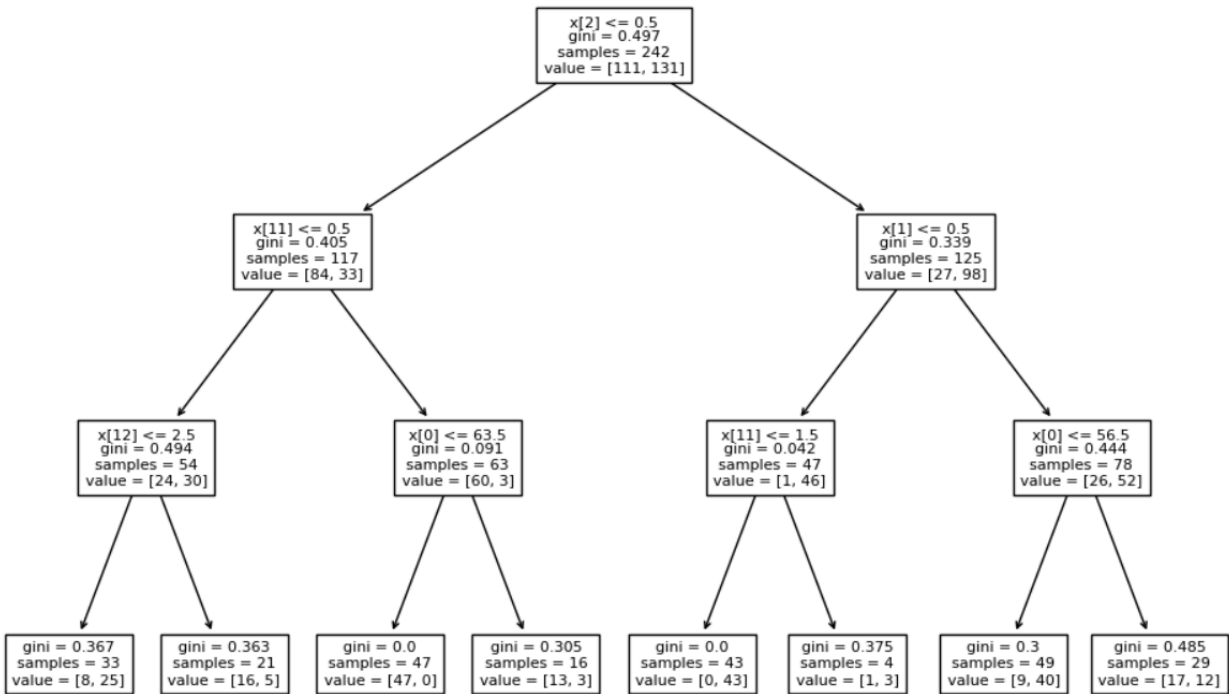 x[2] <= 0.5
gini = 0.497
samples = 242
value = [111, 131]
x[11] <= 0.5
gini = 0.405
samples = 117
value = [84, 33]
x[1] <= 0.5
gini = 0.339
samples = 125
value = [27, 98]
x[12] <= 2.5
gini = 0.494
samples = 54
value = [24, 30]
x[0] <= 63.5
gini = 0.091
samples = 63
value = [60, 3]
x[11] <= 1.5
gini = 0.042
samples = 47
value = [1, 46]
x[0] <= 56.5
gini = 0.444
samples = 78
value = [26, 52]
gini = 0.367
samples = 33
value = [8, 25]
gini = 0.363
samples = 21
value = [16, 5]
gini = 0.0
samples = 47
value = [47, 0]
gini = 0.305
samples = 16
value = [13, 3]
gini = 0.0
samples = 43
value = [0, 43]
gini = 0.375
samples = 4
value = [1, 3]
gini = 0.3
samples = 49
value = [9, 40]
gini = 0.485
samples = 29
value = [17, 12]